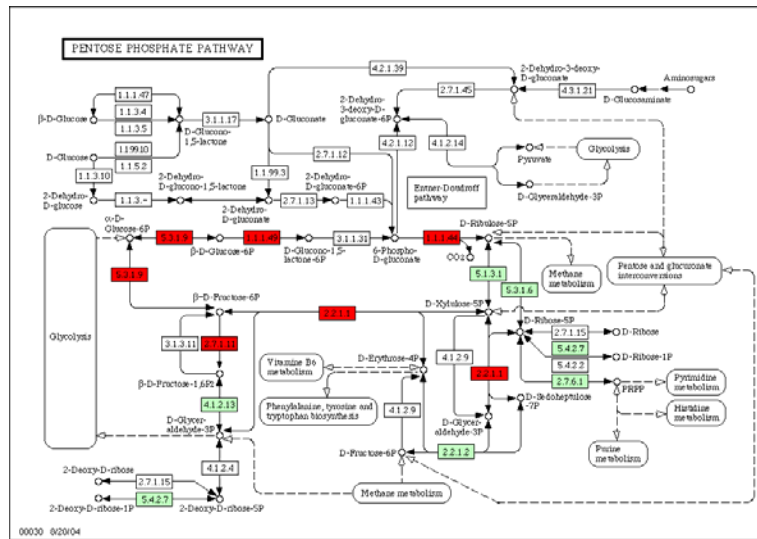 PENTOSE PHOSPHATE PATHWAY
4.2.1.39
2-Dehydro-3-deoxy-
D-gluconate
Aminosugars
2.7.1.45
4.3.1.21
D-Glucosaminate
1.1.1.47
1.1.3.4
1.1.3.5
β-D-Glucose
D-Glucono-
1,5-lactone
3.1.1.17
D-Gluconate
2-Dehydro-
3-deoxy-D-
gluconate-6P
4.2.1.12
4.1.2.14
Pyruvate
Glycolysis
D-Glyceraldehyde-3P
D-Glucose
1.1.99.10
1.1.5.2
1.1.3.10
2-Dehydro-
D-glucono-1,5-lactone
1.1.99.3
2.7.1.12
2-Dehydro-
D-gluconate-6P
Entner-Doudroff
pathway
2-Dehydro-D-
glucose
1.1.3.-
2-Dehydro-
D-gluconate
2.7.1.13
1.1.1.43
α-D-
Glucose-6P
5.3.1.9
β-D-Glucose-6P
1.1.1.49
D-Glucono-1,5-
lactone-6P
3.1.1.31
6-Phospho-
D-gluconate
1.1.1.44
CO2
D-Ribulose-5P
Methane
metabolism
Pentose and glucuronate
interconversions
5.3.1.9
5.1.3.1
5.3.1.6
Glycolysis
β-D-Fructose-6P
2.2.1.1
D-Xylulose-5P
D-Ribose-5P
2.7.1.15
D-Ribose
3.1.3.11
2.7.1.11
4.1.2.9
5.4.2.7
5.4.2.2
D-Ribose-1P
Vitamine B6
metabolism
D-Erythrose-4P
2.2.1.1
2.7.6.1
PRPP
Pyrimidine
metabolism
β-D-Fructose-1,6P2
4.1.2.13
Phenylalanine, tyrosine and
tryptophan biosynthesis
4.1.2.9
D-Sedoheptulose
-7P
Histidine
metabolism
D-Glycer-
aldehyde-3P
D-Glycer-
aldehyde-3P
2.2.1.2
Purine
metabolism
D-Fructose-6P
4.1.2.4
2-Deoxy-D-ribose
2.7.1.15
5.4.2.7
2-Deoxy-D-ribose-1P
2-Deoxy-D-ribose-5P
Methane metabolism
00030 8/20/04